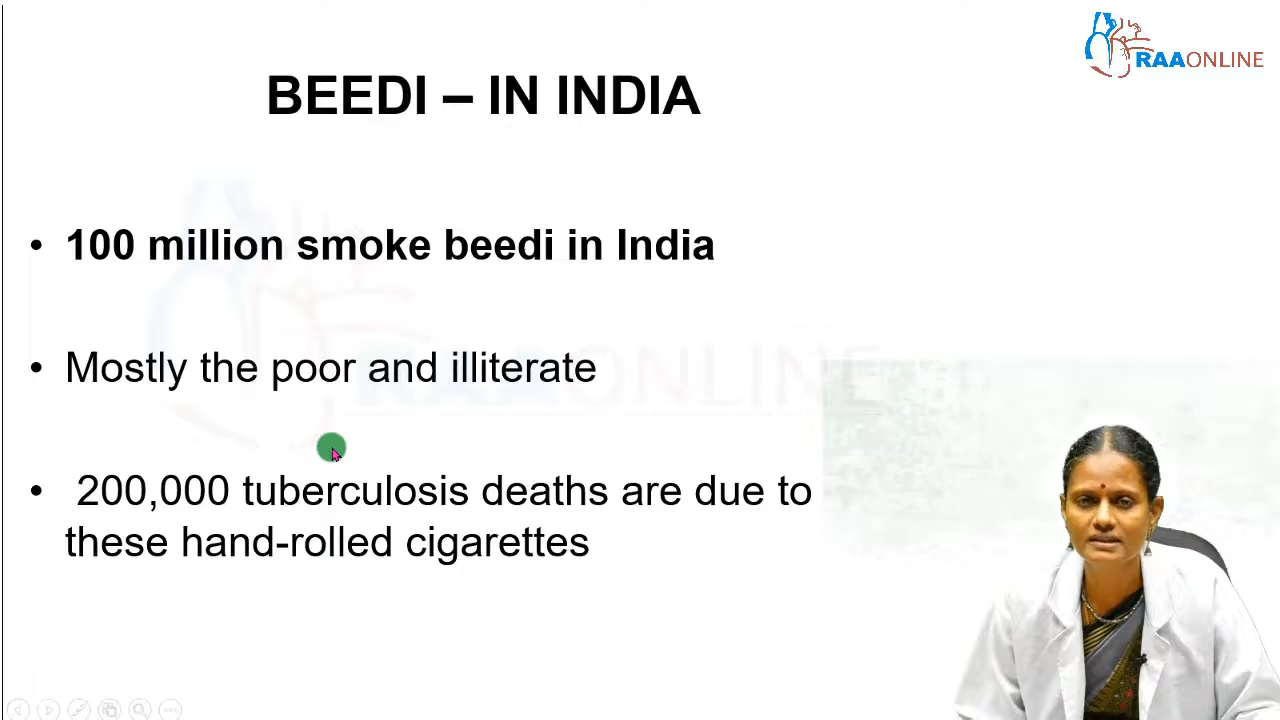 RAAONLINE
BEEDI – IN INDIA
• 100 million smoke beedi in India
• Mostly the poor and illiterate
• 200,000 tuberculosis deaths are due to
these hand-rolled cigarettes
RAAONLINE